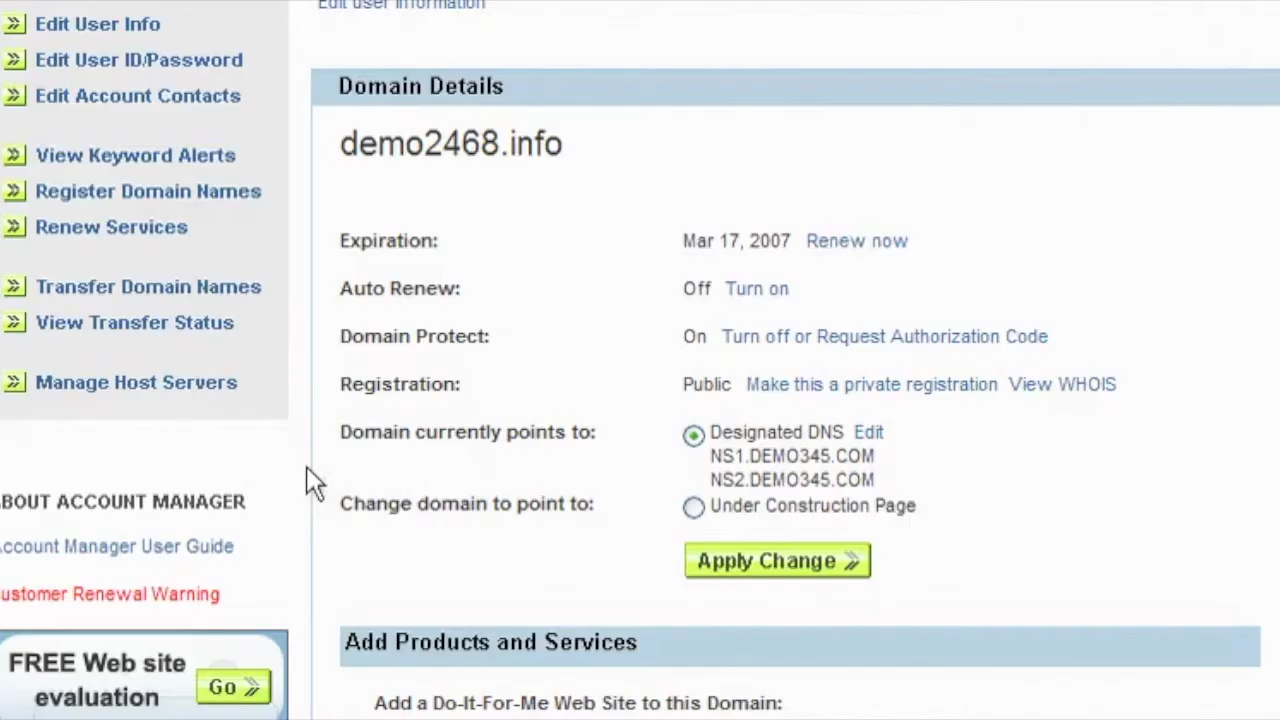 Edit user information
Edit User Info
Edit User ID/Password
Edit Account Contacts
View Keyword Alerts
Register Domain Names
Renew Services
Transfer Domain Names
View Transfer Status
Manage Host Servers
BOUT ACCOUNT MANAGER
ccount Manager User Guide
ustomer Renewal Warning
FREE Web site
evaluation
Go
Domain Details
demo2468.info
Expiration: Mar 17, 2007 Renew now
Auto Renew: Off Turn on
Domain Protect: On Turn off or Request Authorization Code
Registration: Public Make this a private registration View WHOIS
Domain currently points to: Designated DNS Edit
NS1.DEMO345.COM
NS2.DEMO345.COM
Change domain to point to: Under Construction Page
Apply Change
Add Products and Services
Add a Do-It-For-Me Web Site to this Domain: